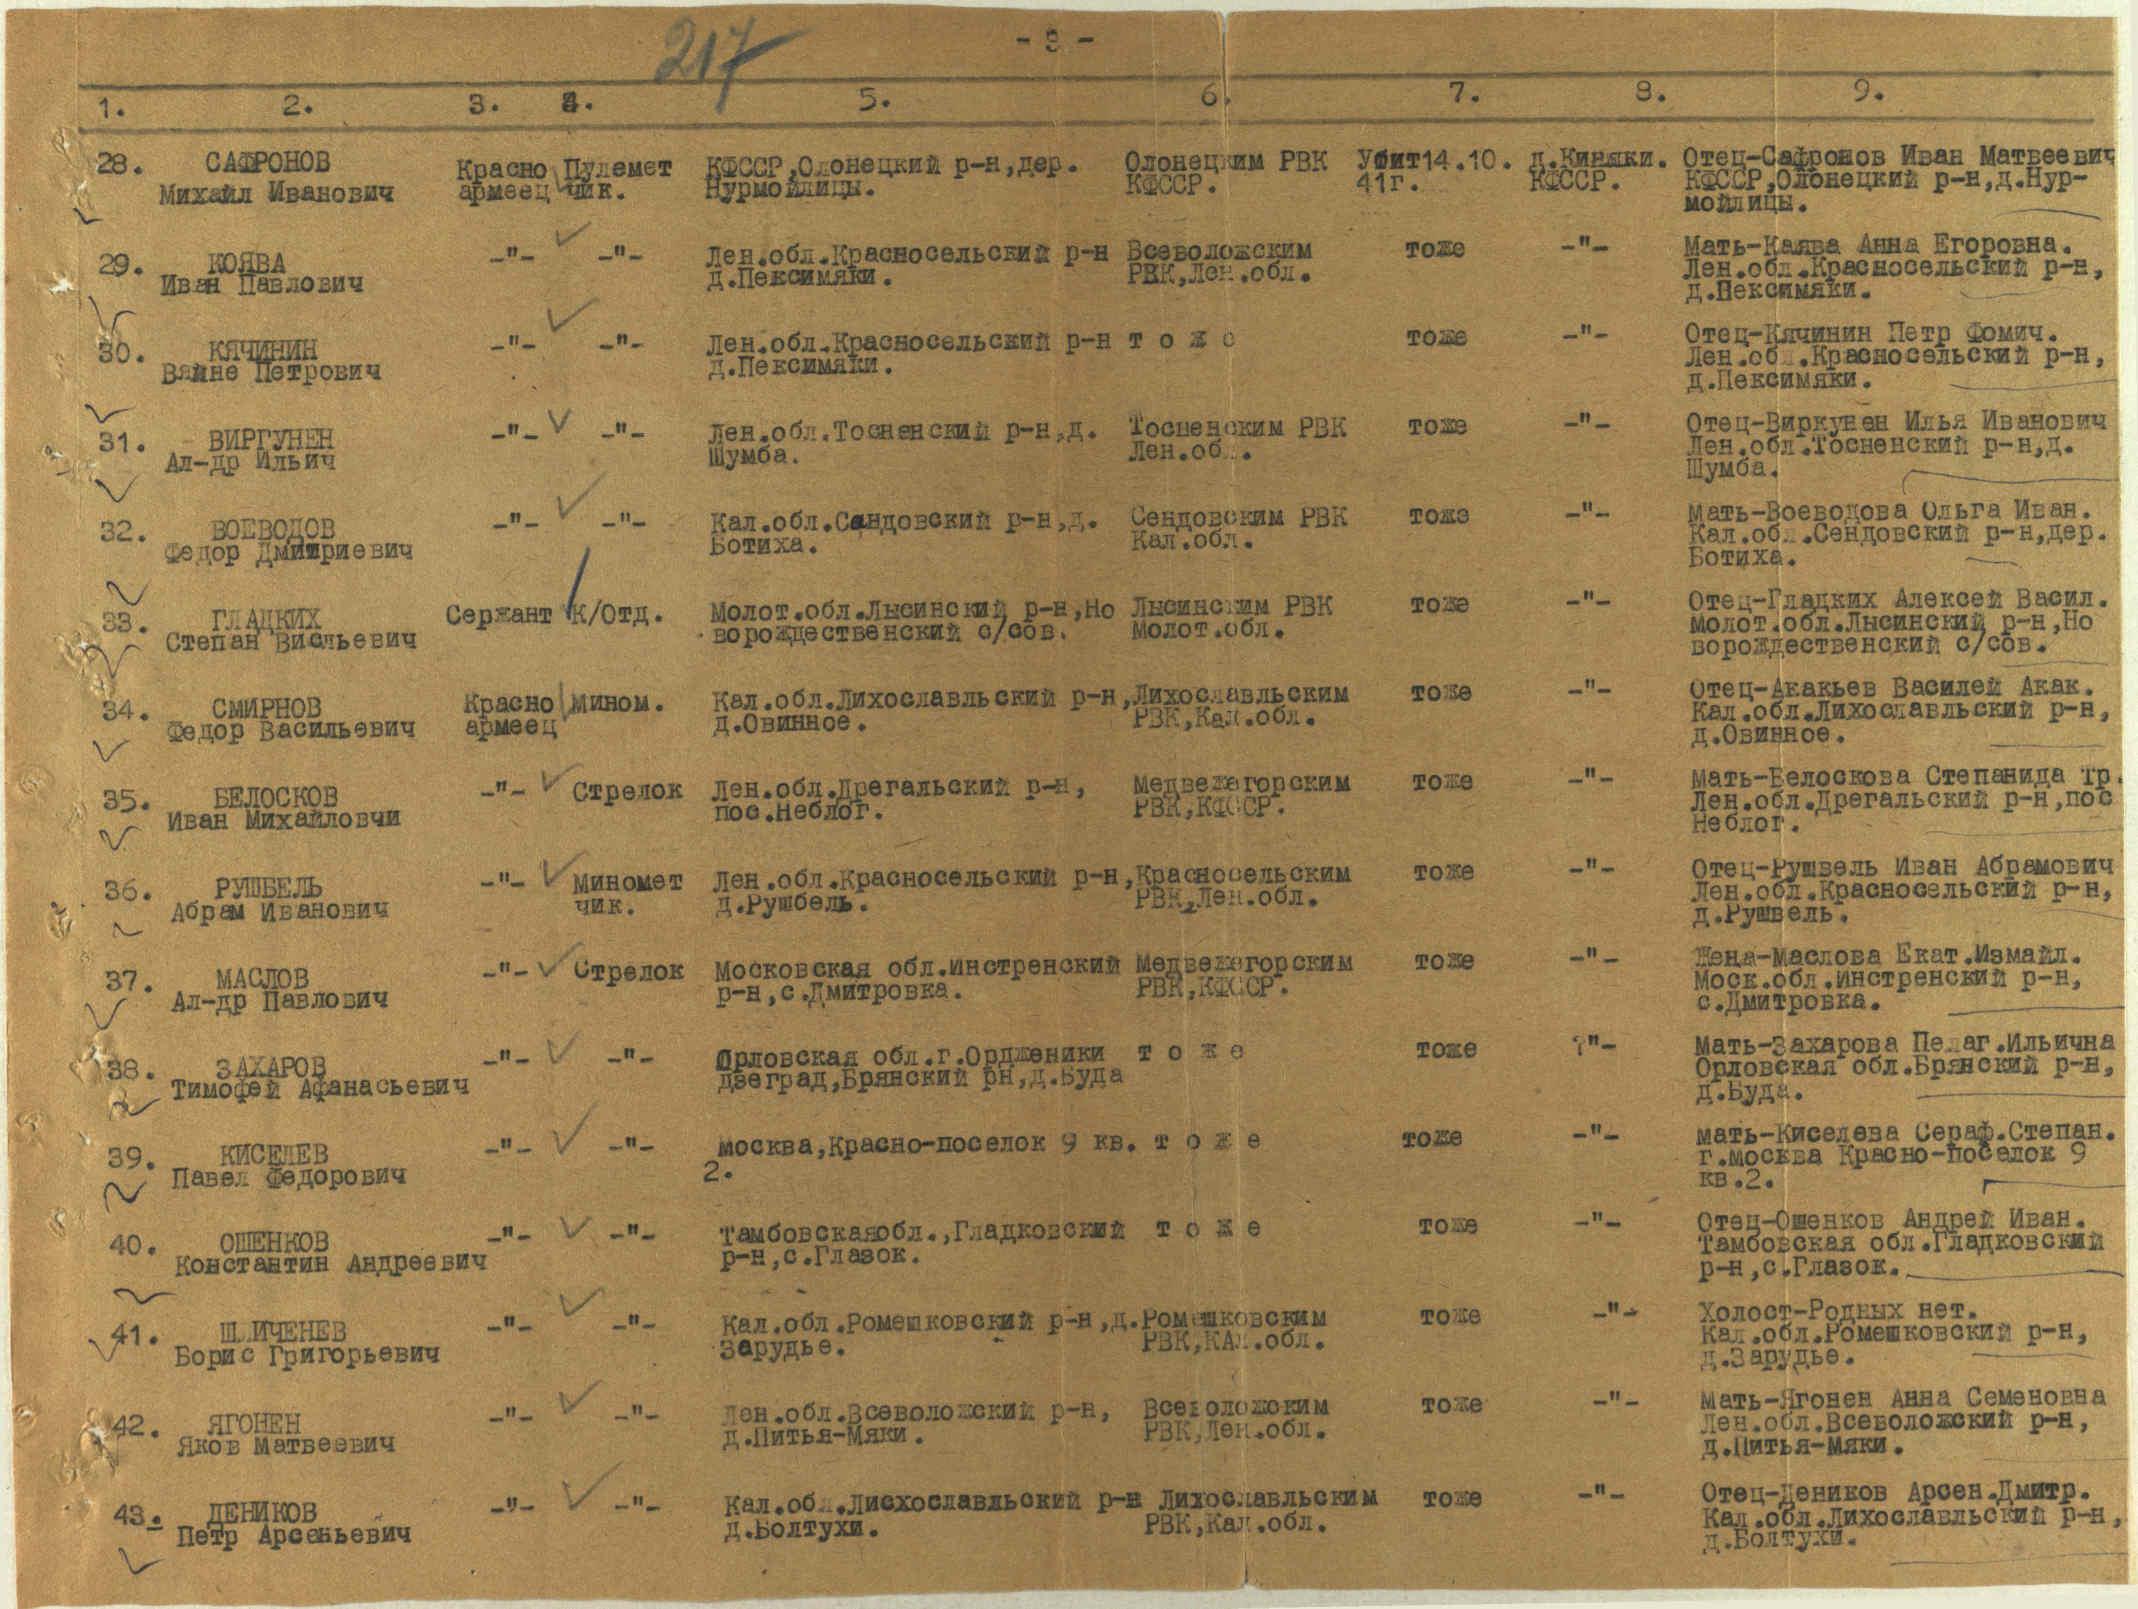 217
- 9 -
1. 2. 3. 4. 5. 6. 7. 8. 9.
28. САФРОНОВ Красно Пулемет КФССР,Олонецкий р-н,дер. Олонецким РВК Убит14.10. д.Киняки. Отец-Сафронов Иван Матвеевич
Михайл Иванович армеец чик. Нурмойлицы. КФССР. 41г. КФССР. КФССР,Олонецкий р-н,д.Нур-
мойлицы.
29. КОЯВА -"- -"- Лен.обл.Красносельский р-н Всеволожским тоже -"- Мать-Каява Анна Егоровна.
Иван Павлович д.Пексимяки. РВК,Лен.обл. Лен.обл.Красносельский р-н,
д.Пексимяки.
30. КЯЧИНИН -"- -"- Лен.обл.Красносельский р-н т о ж е тоже -"- Отец-Кячинин Петр Фомич.
Вяйне Петрович д.Пексимяки. Лен.обл.Красносельский р-н,
д.Пексимяки.
31. ВИРГУНЕН -"- -"- Лен.обл.Тосненский р-н,д. Тосненским РВК тоже -"- Отец-Виркунен Илья Иванович
Ал-др Ильич Шумба. Лен.обл. Лен.обл.Тосненский р-н,д.
Шумба.
32. ВОЕВОДОВ -"- -"- Кал.обл.Сандовский р-н,д. Сендовским РВК тоже -"- Мать-Воеводова Ольга Иван.
Федор Дмитриевич Ботиха. Кал.обл. Кал.обл.Сендовский р-н,дер.
Ботиха.
33. ГЛАДКИХ Сержант К/Отд. Молот.обл.Лысинский р-н,Но Лысинским РВК тоже -"- Отец-Гладких Алексей Васил.
Степан Висльевич ворождественский с/сов. Молот.обл. Молот.обл.Лысинский р-н,Но
ворождественский с/сов.
34. СМИРНОВ Красно Мином. Кал.обл.Лихославльский р-н,Лихославльским тоже -"- Отец-Акакьев Василей Акак.
Федор Васильевич армеец д.Овинное. РВК,Кал.обл. Кал.обл.Лихославльский р-н,
д.Овинное.
35. БЕЛОСКОВ -"- Стрелок Лен.обл.Дрегальский р-н, Медвежегорским тоже -"- Мать-Белоскова Степанида Тр.
Иван Михайловчи пос.Неблог. РВК,КФССР. Лен.обл.Дрегальский р-н,пос
Неблог.
36. РУШБЕЛЬ -"- Миномет Лен.обл.Красносельский р-н,Красносельским тоже -"- Отец-Рушвель Иван Абрамович
Абрам Иванович чик. д.Рушбель. РВК,Лен.обл. Лен.обл.Красносельский р-н,
д.Рушвель.
37. МАСЛОВ -"- Стрелок Московская обл.Инстренский Медвежегорским тоже -"- Жена-Маслова Екат.Измайл.
Ал-др Павлович р-н,с.Дмитровка. РВК,КФССР. Моск.обл.Инстренский р-н,
с.Дмитровка.
38. ЗАХАРОВ -"- -"- Орловская обл.г.Ордженики т о ж е тоже "- Мать-Захарова Пелаг.Ильична
Тимофей Афанасьевич дзеград,Брянский рн,д.Буда Орловская обл.Брянский р-н,
д.Буда.
39. КИСЕЛЕВ -"- -"- Москва,Красно-поселок 9 кв. т о ж е тоже -"- Мать-Киселева Сераф.Степан.
Павел Федорович 2. г.Москва Красно-поселок 9
кв.2.
40. ОШЕНКОВ -"- -"- Тамбовскаяобл.,Гладковский т о ж е тоже -"- Отец-Ошенков Андрей Иван.
Константин Андреевич р-н,с.Глазок. Тамбовская обл.Гладковский
р-н,с.Глазок.
41. -"- -"- Кал.обл.Ромешковский р-н,д.Ромешковским тоже -"- Холост-Родных нет.
Борис Григорьевич Зарудье. РВК,КАл.обл. Кал.обл.Ромешковский р-н,
д.Зарудье.
42. ЯГОНЕН -"- -"- Лен.обл.Всеволожский р-н, Всеволожским тоже -"- Мать-Ягонен Анна Семеновна
Яков Матвеевич д.Питья-Мяки. РВК,Лен.обл. Лен.обл.Всеволожский р-н,
д.Питья-Мяки.
43. ДЕНИКОВ -"- -"- Кал.обл.Лисхославльский р-н Лихославльским тоже -"- Отец-Деников Арсен.Дмитр.
Петр Арсеньевич д.Болтухи. РВК,Кал.обл. Кал.обл.Лихославльский р-н,
д.Болтухи.